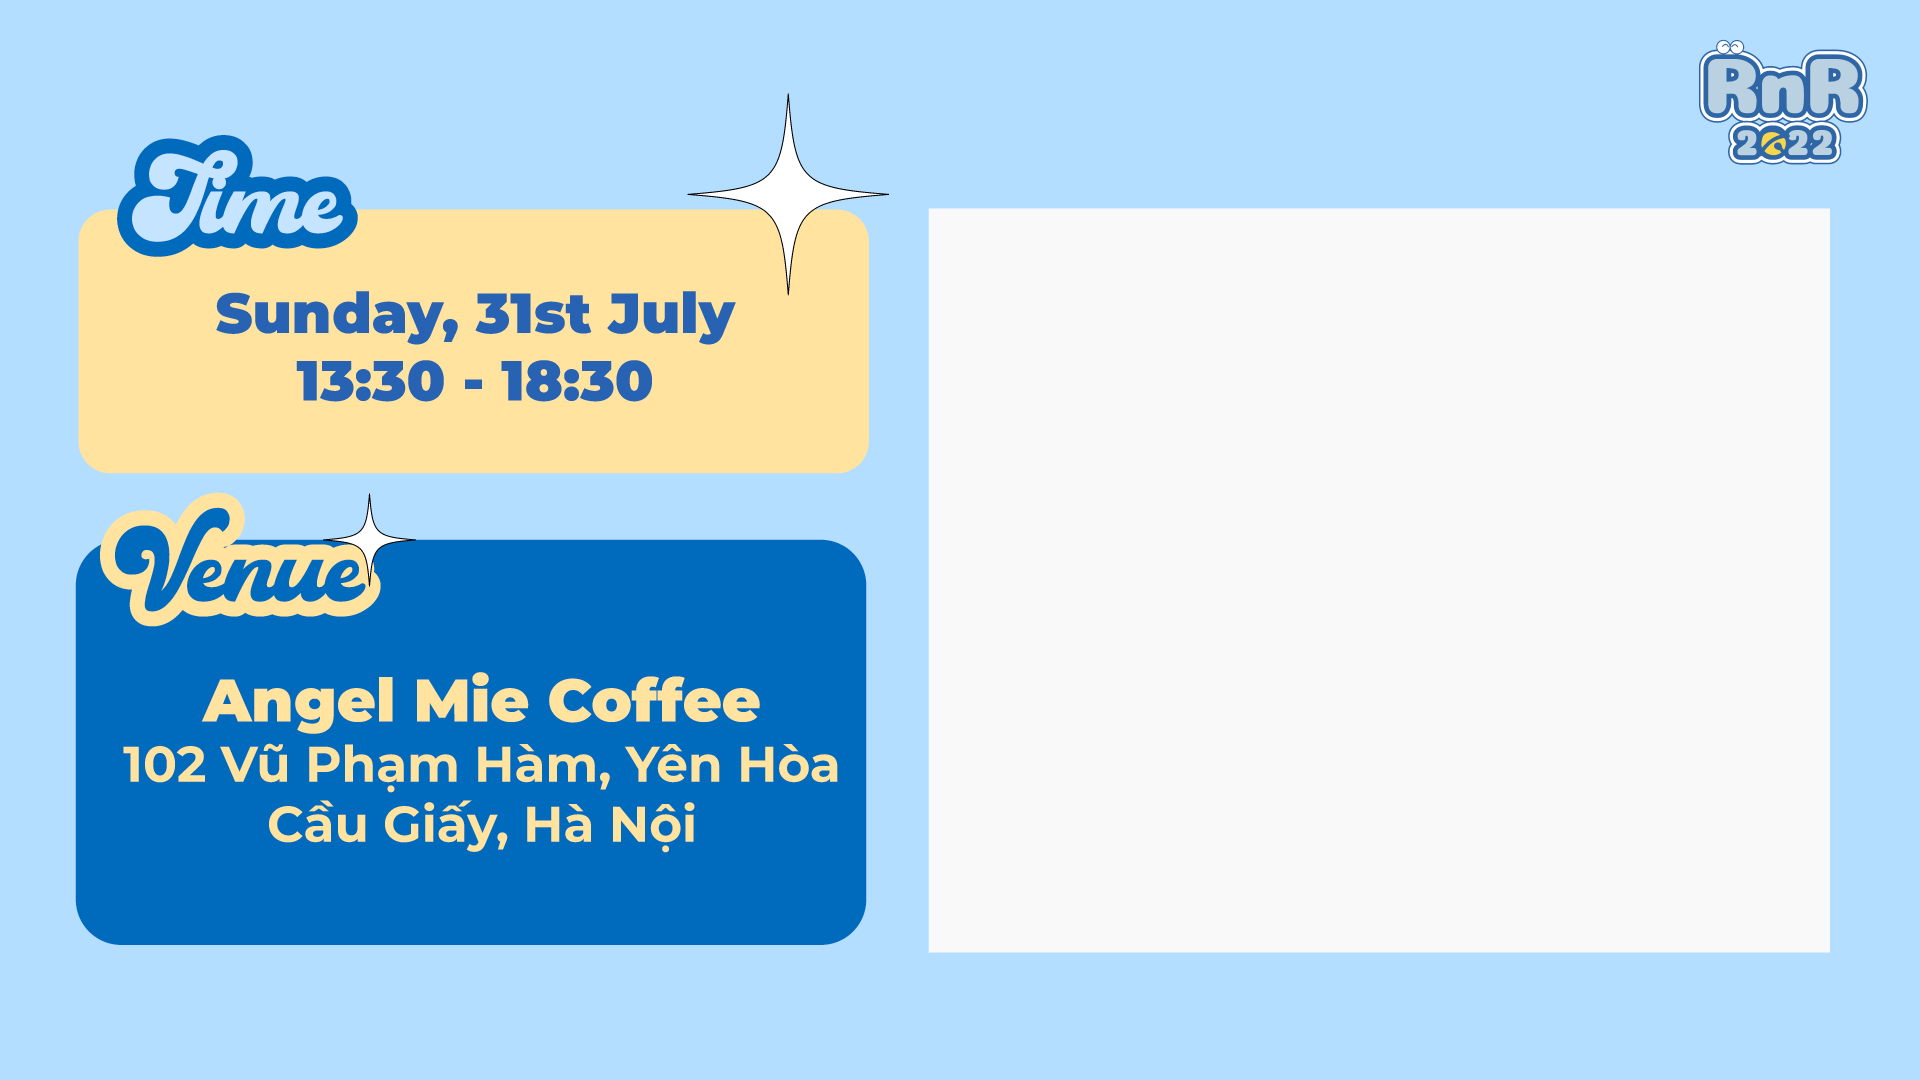 RnR
2022
Time
Sunday, 31st July
13:30 - 18:30
Venue
Angel Mie Coffee
102 Vũ Phạm Hàm, Yên Hòa
Cầu Giấy, Hà Nội